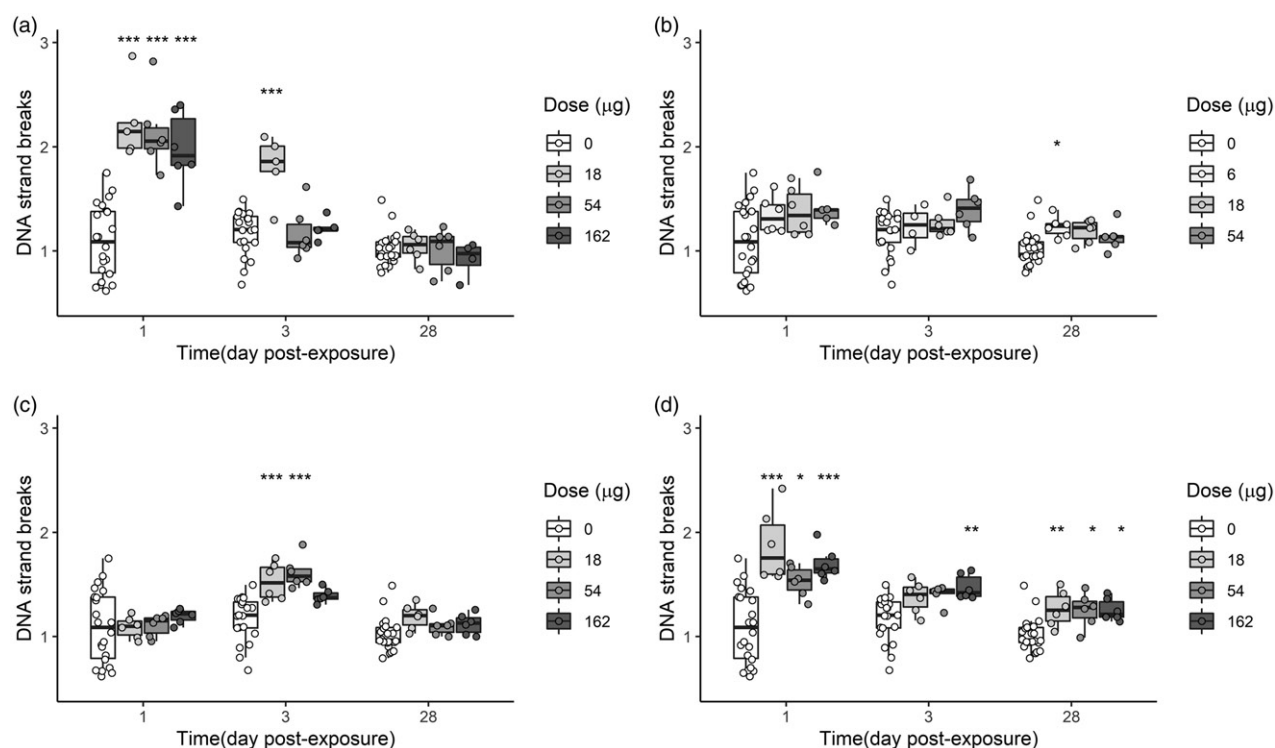 (a)
*** *** ***
***
3
2
1
DNA strand breaks
1 3 28
Time(day post-exposure)
Dose (μg)
0
18
54
162
(b)
*
3
2
1
DNA strand breaks
1 3 28
Time(day post-exposure)
Dose (μg)
0
6
18
54
(c)
*** ***
3
2
1
DNA strand breaks
1 3 28
Time(day post-exposure)
Dose (μg)
0
18
54
162
(d)
*** * ***
** ** * *
3
2
1
DNA strand breaks
1 3 28
Time(day post-exposure)
Dose (μg)
0
18
54
162